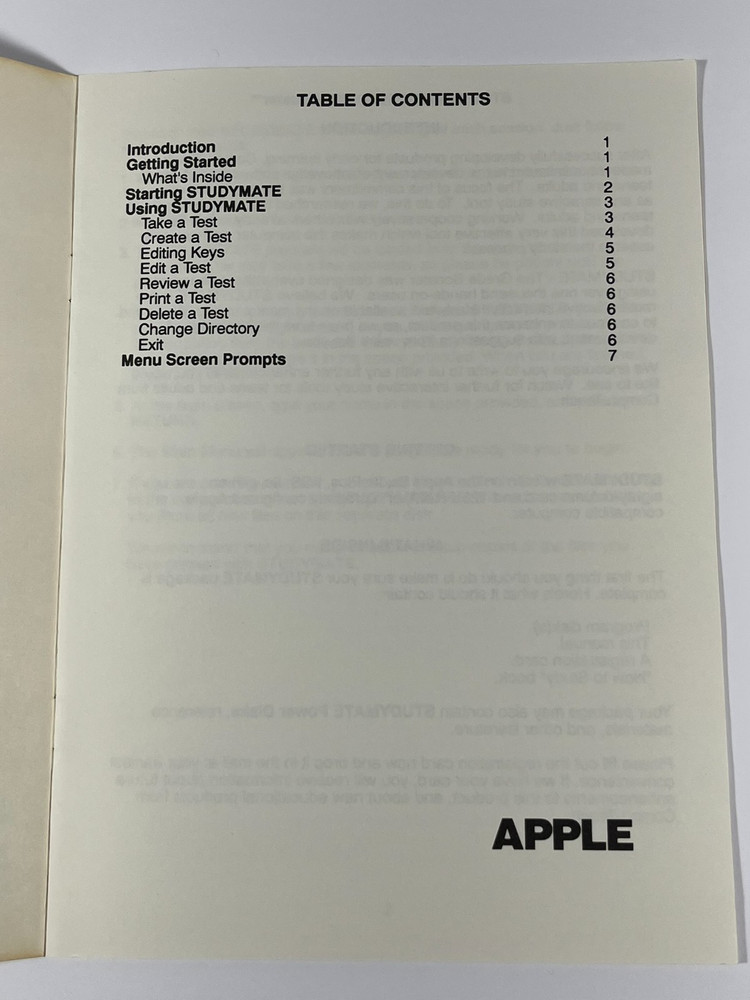 TABLE OF CONTENTS
Introduction 1
Getting Started 1
What's Inside 1
Starting STUDYMATE 2
Using STUDYMATE 3
Take a Test 3
Create a Test 4
Editing Keys 5
Edit a Test 5
Review a Test 6
Print a Test 6
Delete a Test 6
Change Directory 6
Exit 6
Menu Screen Prompts 7
APPLE